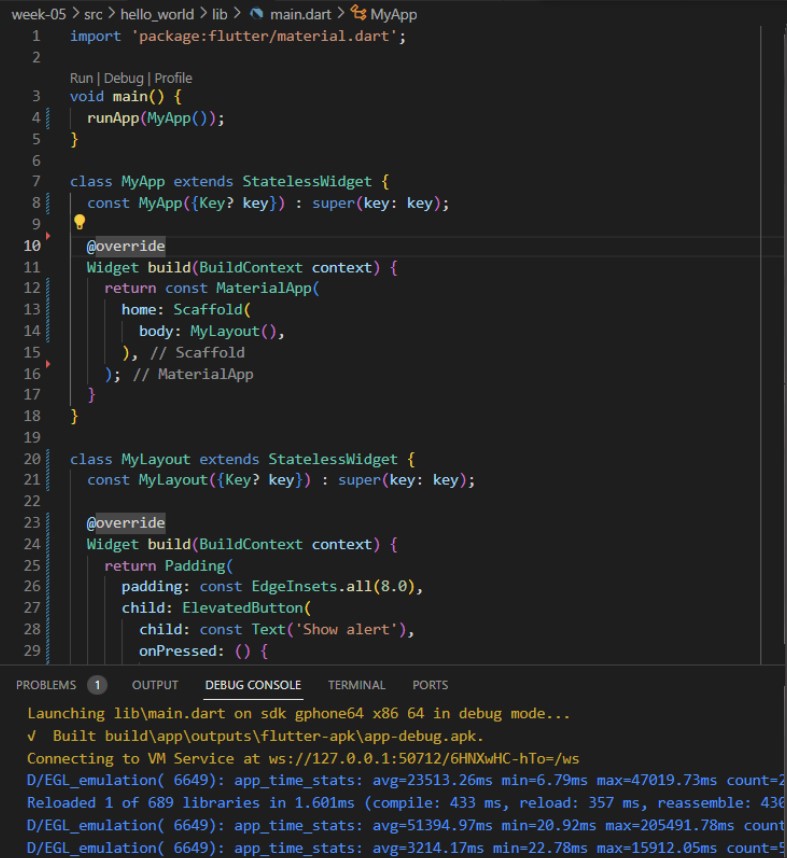 week-05 > src > hello_world > lib > main.dart > MyApp
1 import 'package:flutter/material.dart';
2
Run | Debug | Profile
3 void main() {
4   runApp(MyApp());
5 }
6
7 class MyApp extends StatelessWidget {
8   const MyApp({Key? key}) : super(key: key);
9
10   @override
11   Widget build(BuildContext context) {
12     return const MaterialApp(
13       home: Scaffold(
14         body: MyLayout(),
15       ), // Scaffold
16     ); // MaterialApp
17   }
18 }
19
20 class MyLayout extends StatelessWidget {
21   const MyLayout({Key? key}) : super(key: key);
22
23   @override
24   Widget build(BuildContext context) {
25     return Padding(
26       padding: const EdgeInsets.all(8.0),
27       child: ElevatedButton(
28         child: const Text('Show alert'),
29         onPressed: () {
PROBLEMS 1 OUTPUT DEBUG CONSOLE TERMINAL PORTS
Launching lib\main.dart on sdk gphone64 x86 64 in debug mode...
√ Built build\app\outputs\flutter-apk\app-debug.apk.
Connecting to VM Service at ws://127.0.0.1:50712/6HNXwHC-hTo=/ws
D/EGL_emulation( 6649): app_time_stats: avg=23513.26ms min=6.79ms max=47019.73ms count=2
Reloaded 1 of 689 libraries in 1.601ms (compile: 433 ms, reload: 357 ms, reassemble: 430
D/EGL_emulation( 6649): app_time_stats: avg=51394.97ms min=20.92ms max=205491.78ms count
D/EGL_emulation( 6649): app_time_stats: avg=3214.17ms min=22.78ms max=15912.05ms count=5